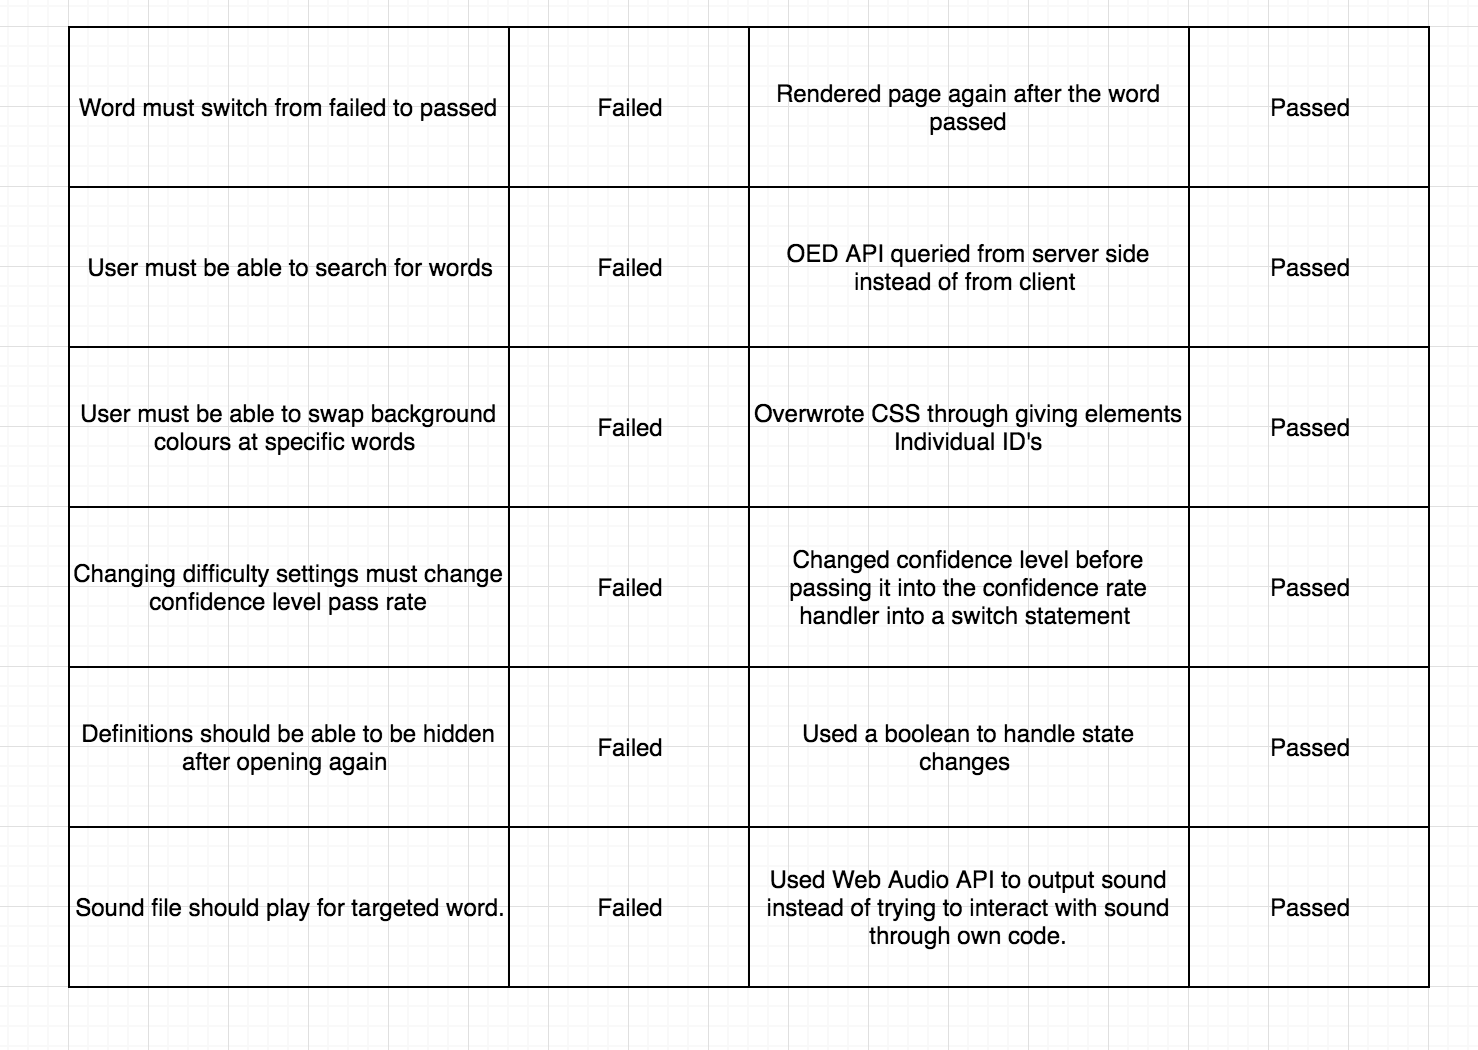 Word must switch from failed to passed
Failed
Rendered page again after the word
passed
Passed
User must be able to search for words
Failed
OED API queried from server side
instead of from client
Passed
User must be able to swap background
colours at specific words
Failed
Overwrote CSS through giving elements
Individual ID's
Passed
Changing difficulty settings must change
confidence level pass rate
Failed
Changed confidence level before
passing it into the confidence rate
handler into a switch statement
Passed
Definitions should be able to be hidden
after opening again
Failed
Used a boolean to handle state
changes
Passed
Sound file should play for targeted word.
Failed
Used Web Audio API to output sound
instead of trying to interact with sound
through own code.
Passed